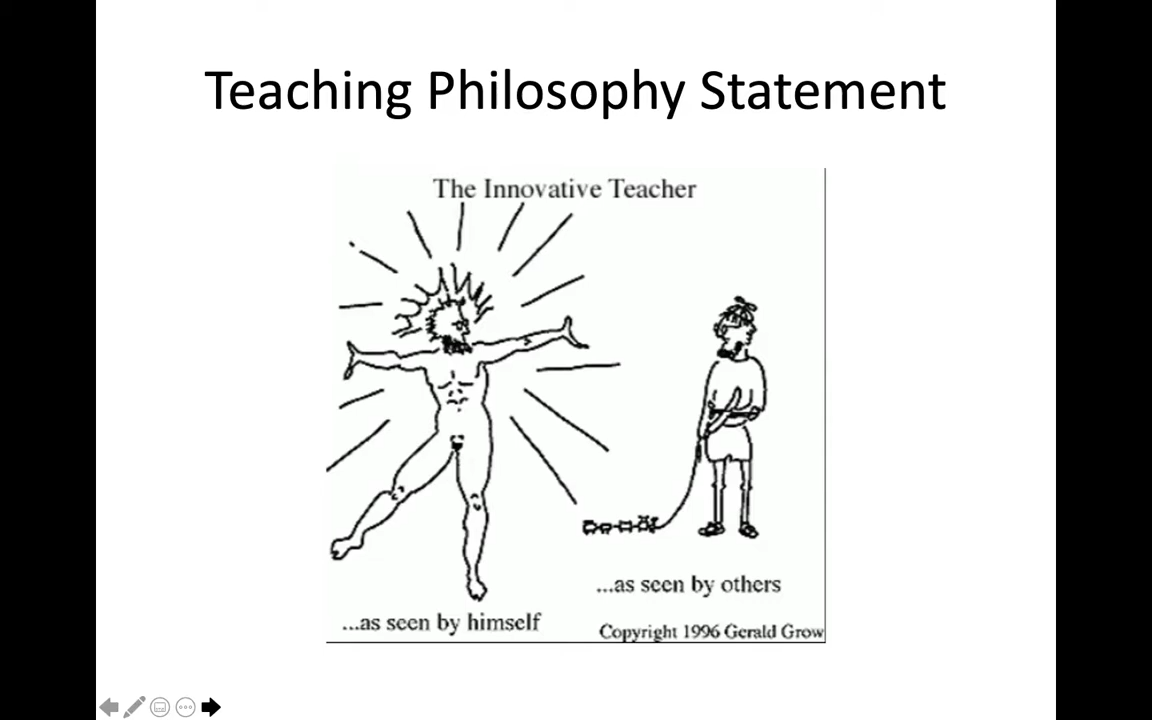 Teaching Philosophy Statement
The Innovative Teacher
...as seen by others
...as seen by himself
Copyright 1996 Gerald Grow